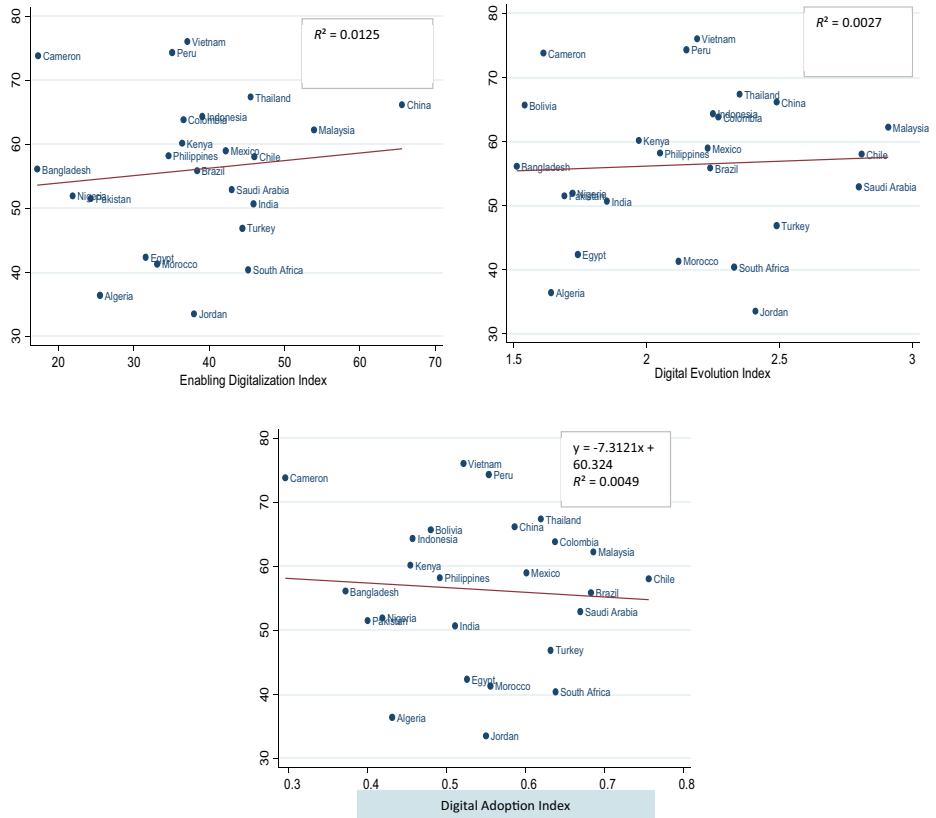 80
70
60
50
40
30
R² = 0.0125
Vietnam
Peru
Cameron
Thailand
China
Indonesia
Colombia
Malaysia
Kenya
Mexico
Philippines
Chile
Bangladesh
Brazil
Saudi Arabia
Nigeria
Pakistan
India
Turkey
Egypt
Morocco
South Africa
Algeria
Jordan
20 30 40 50 60 70
Enabling Digitalization Index
80
70
60
50
40
30
R² = 0.0027
Vietnam
Peru
Cameron
Thailand
China
Bolivia
Indonesia
Colombia
Malaysia
Kenya
Mexico
Philippines
Chile
Bangladesh
Brazil
Saudi Arabia
Nigeria
Pakistan
India
Turkey
Egypt
Morocco
South Africa
Algeria
Jordan
1.5 2 2.5 3
Digital Evolution Index
80
70
60
50
40
30
y = -7.3121x +
60.324
R² = 0.0049
Vietnam
Peru
Cameron
Thailand
China
Bolivia
Indonesia
Colombia
Malaysia
Kenya
Mexico
Philippines
Chile
Bangladesh
Brazil
Saudi Arabia
Nigeria
Pakistan
India
Turkey
Egypt
Morocco
South Africa
Algeria
Jordan
0.3 0.4 0.5 0.6 0.7 0.8
Digital Adoption Index